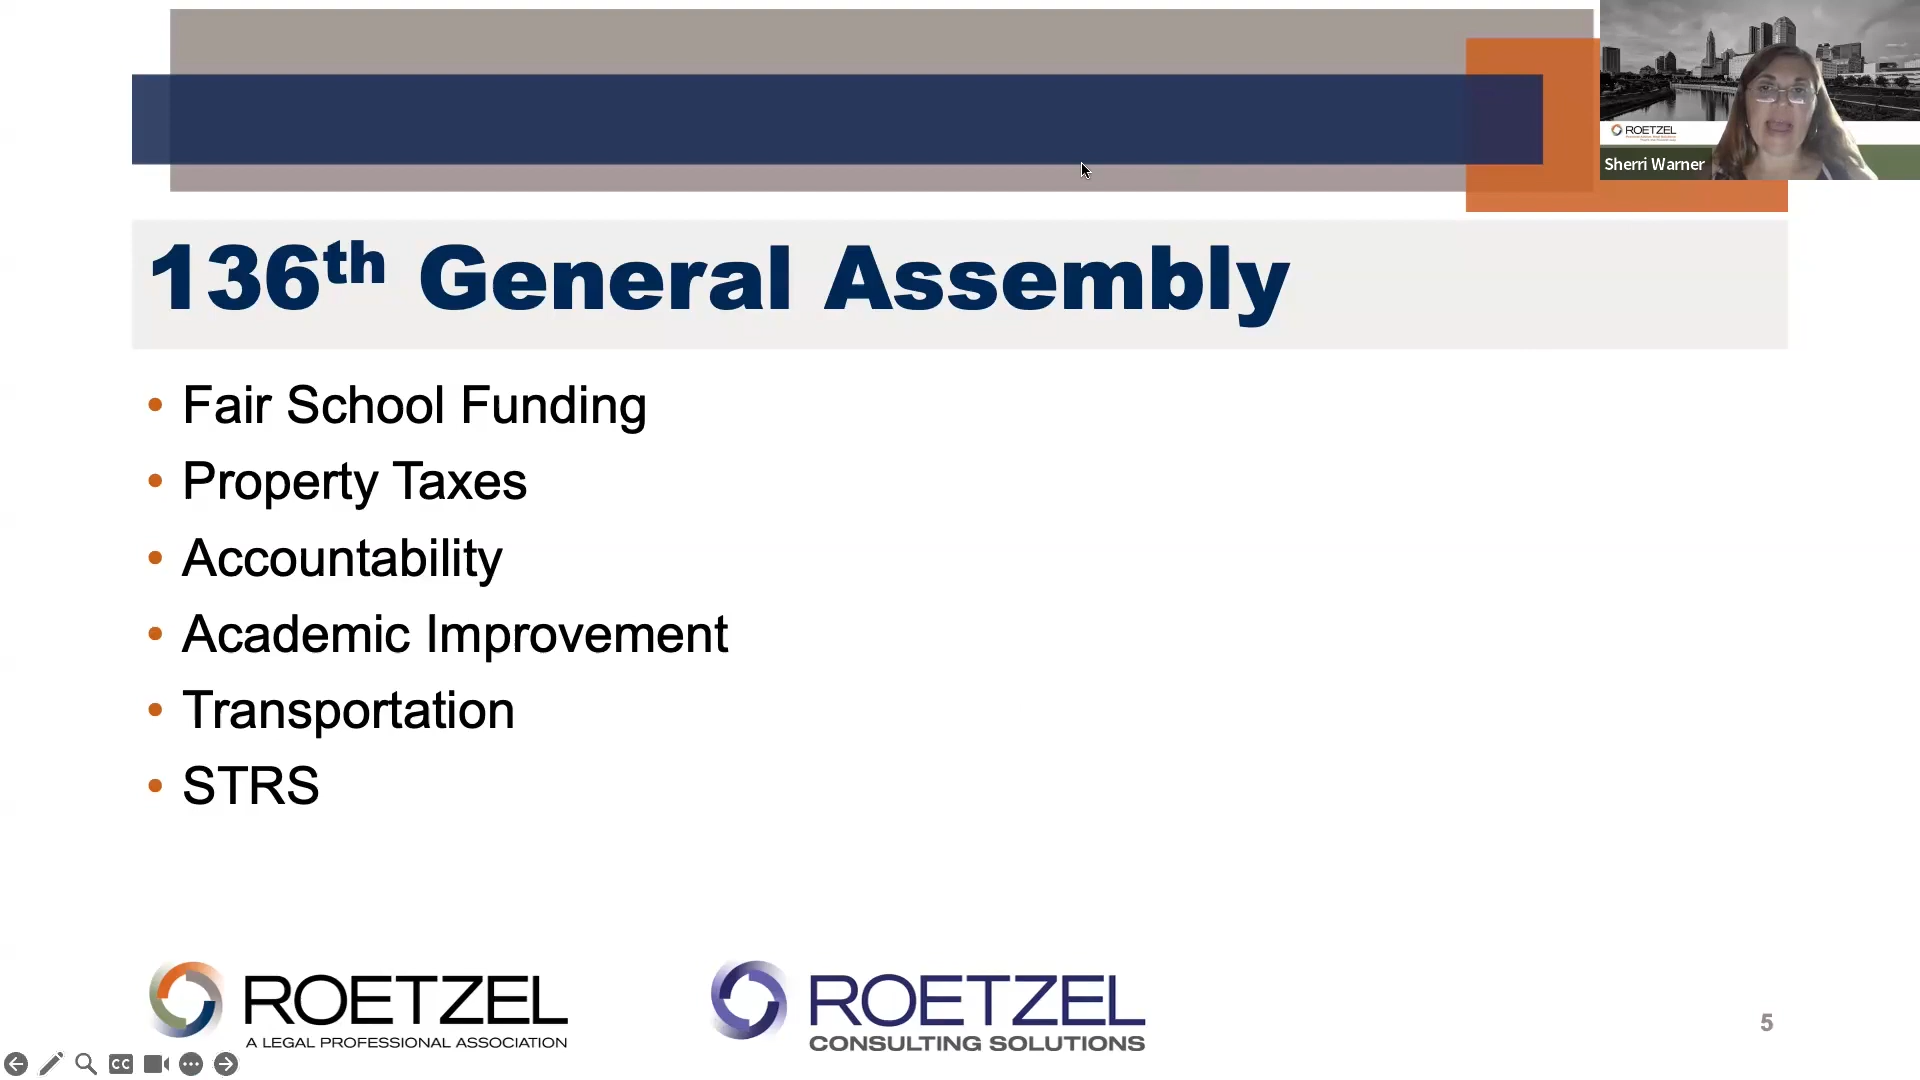 ROETZEL
Sherri Warner
136th General Assembly
• Fair School Funding
• Property Taxes
• Accountability
• Academic Improvement
• Transportation
• STRS
ROETZEL
A LEGAL PROFESSIONAL ASSOCIATION
ROETZEL
CONSULTING SOLUTIONS
5
CC